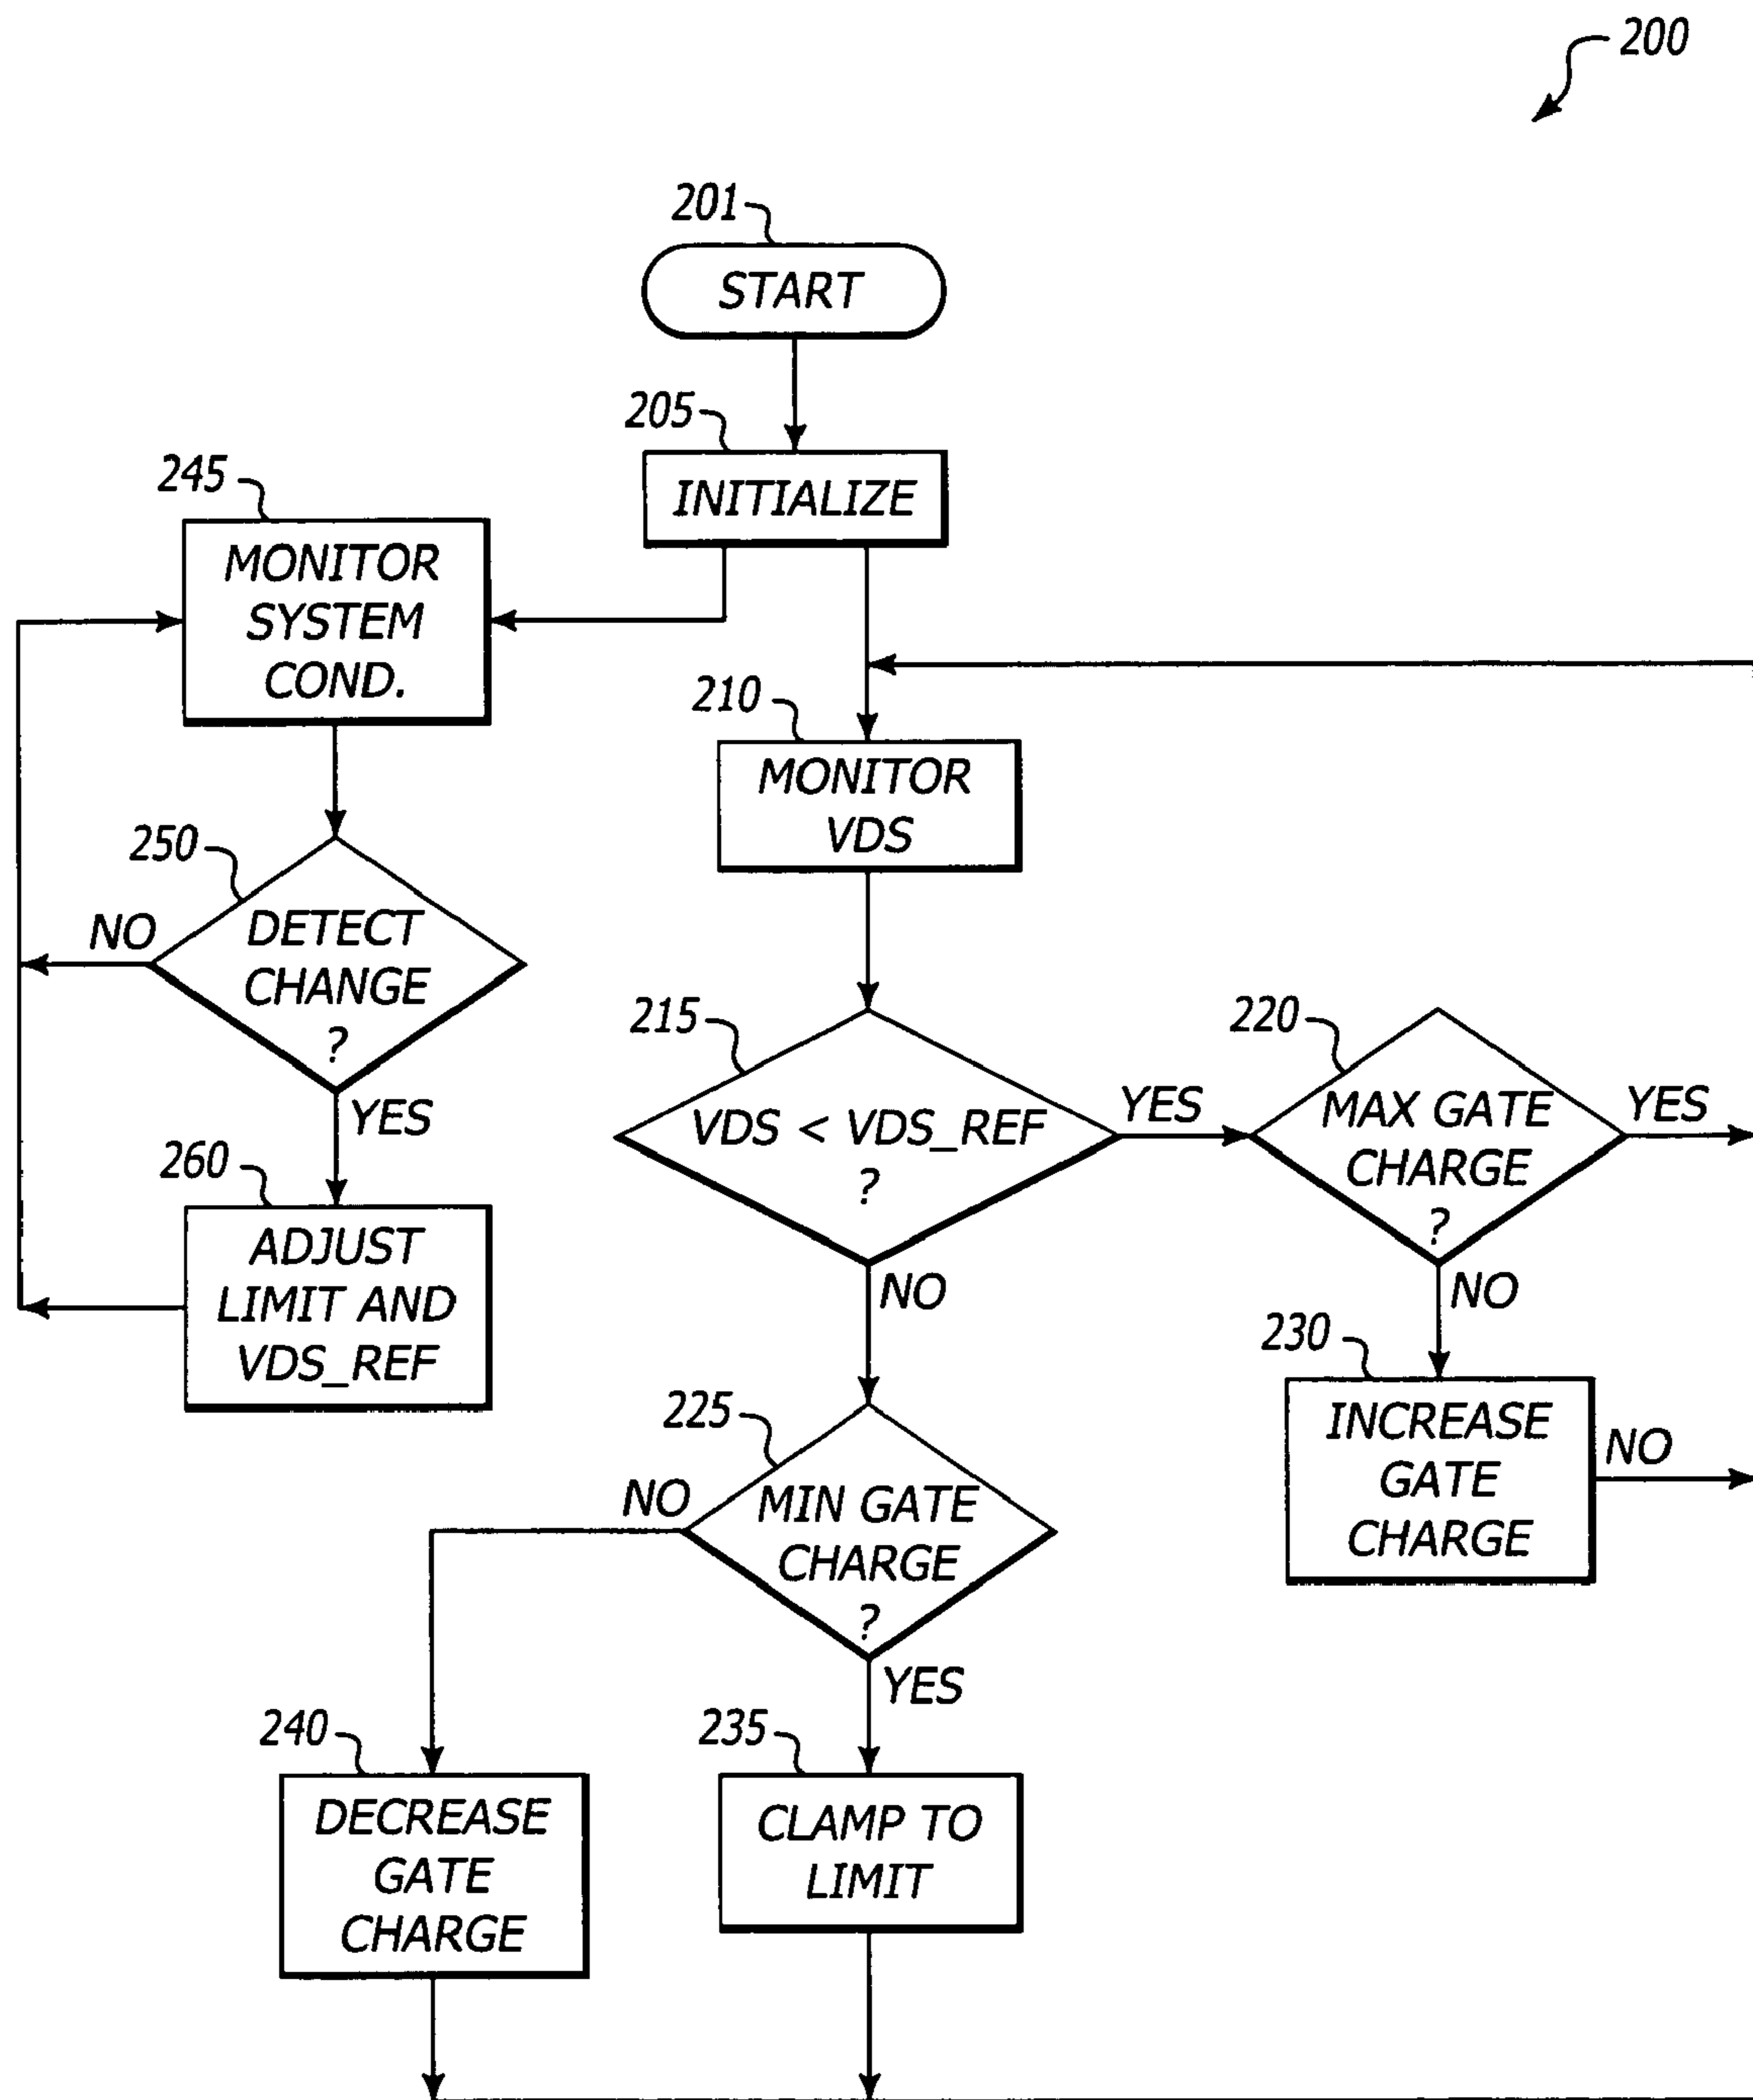 200
201
START
205
INITIALIZE
245
MONITOR
SYSTEM
COND.
210
MONITOR
VDS
250
NO
DETECT
CHANGE
?
YES
215
VDS < VDS_REF
?
YES
NO
220
MAX GATE
CHARGE
?
YES
NO
260
ADJUST
LIMIT AND
VDS_REF
230
INCREASE
GATE
CHARGE
NO
225
MIN GATE
CHARGE
?
NO
YES
240
DECREASE
GATE
CHARGE
235
CLAMP TO
LIMIT